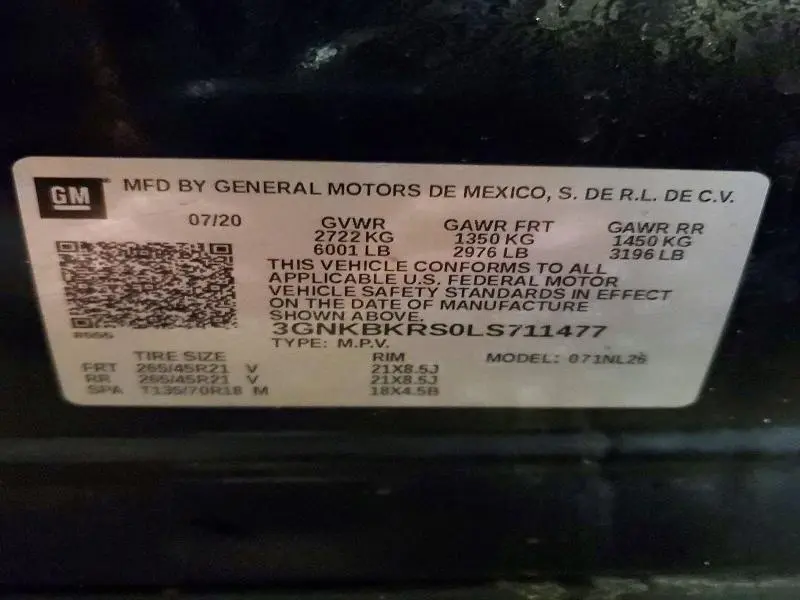 GM MFD BY GENERAL MOTORS DE MEXICO, S. DE R.L. DE C.V.
07/20 GVWR GAWR FRT GAWR RR
2722 KG 1350 KG 1450 KG
6001 LB 2976 LB 3196 LB
THIS VEHICLE CONFORMS TO ALL
APPLICABLE U.S. FEDERAL MOTOR
VEHICLE SAFETY STANDARDS IN EFFECT
ON THE DATE OF MANUFACTURE
SHOWN ABOVE.
3GNKBKRS0LS711477
TYPE: M.P.V. MODEL: 071NL26
TIRE SIZE RIM
FRT 265/45R21 V 21X8.5J
RR 265/45R21 V 21X8.5J
SPA T135/70R18 M 18X4.5B